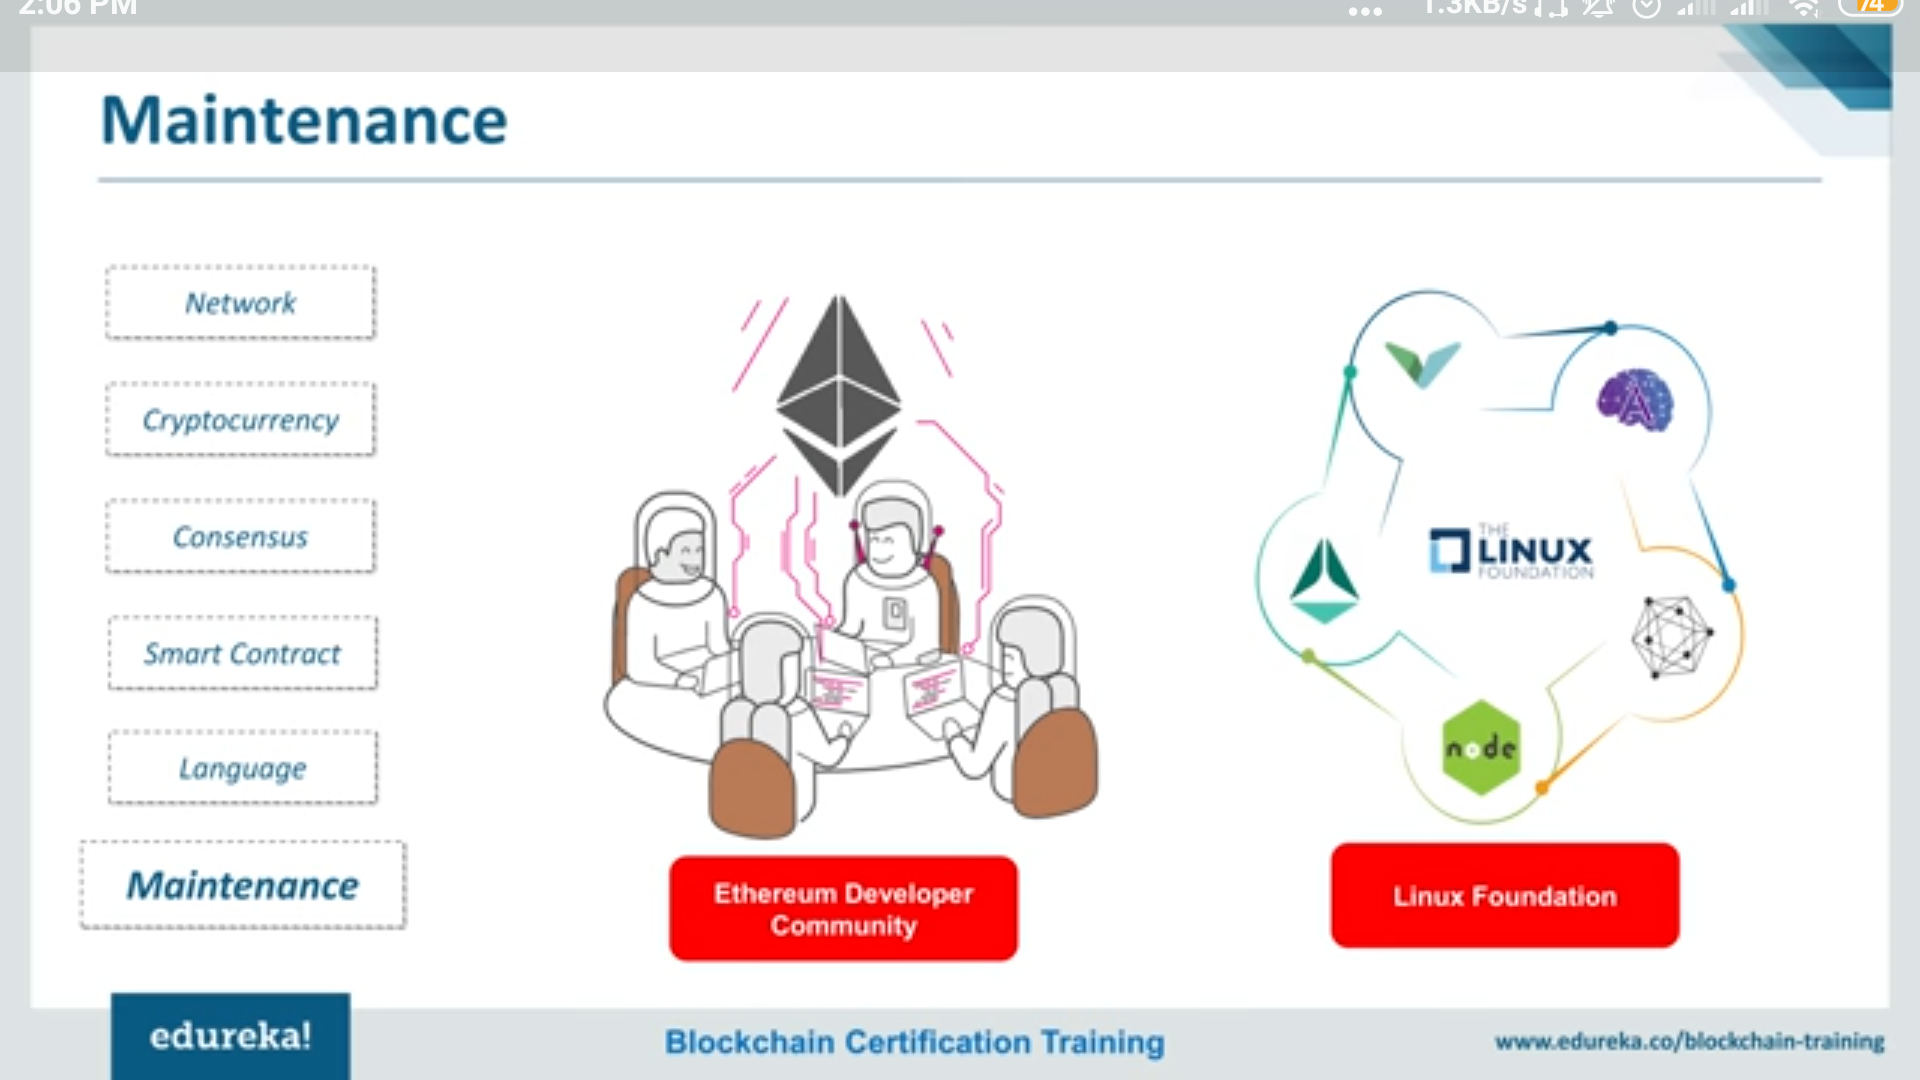 2:06 PM
1.3KB/s
74
Maintenance
Network
Cryptocurrency
Consensus
Smart Contract
Language
Maintenance
A
THE
LINUX
FOUNDATION
node
Ethereum Developer
Community
Linux Foundation
edureka!
Blockchain Certification Training
www.edureka.co/blockchain-training